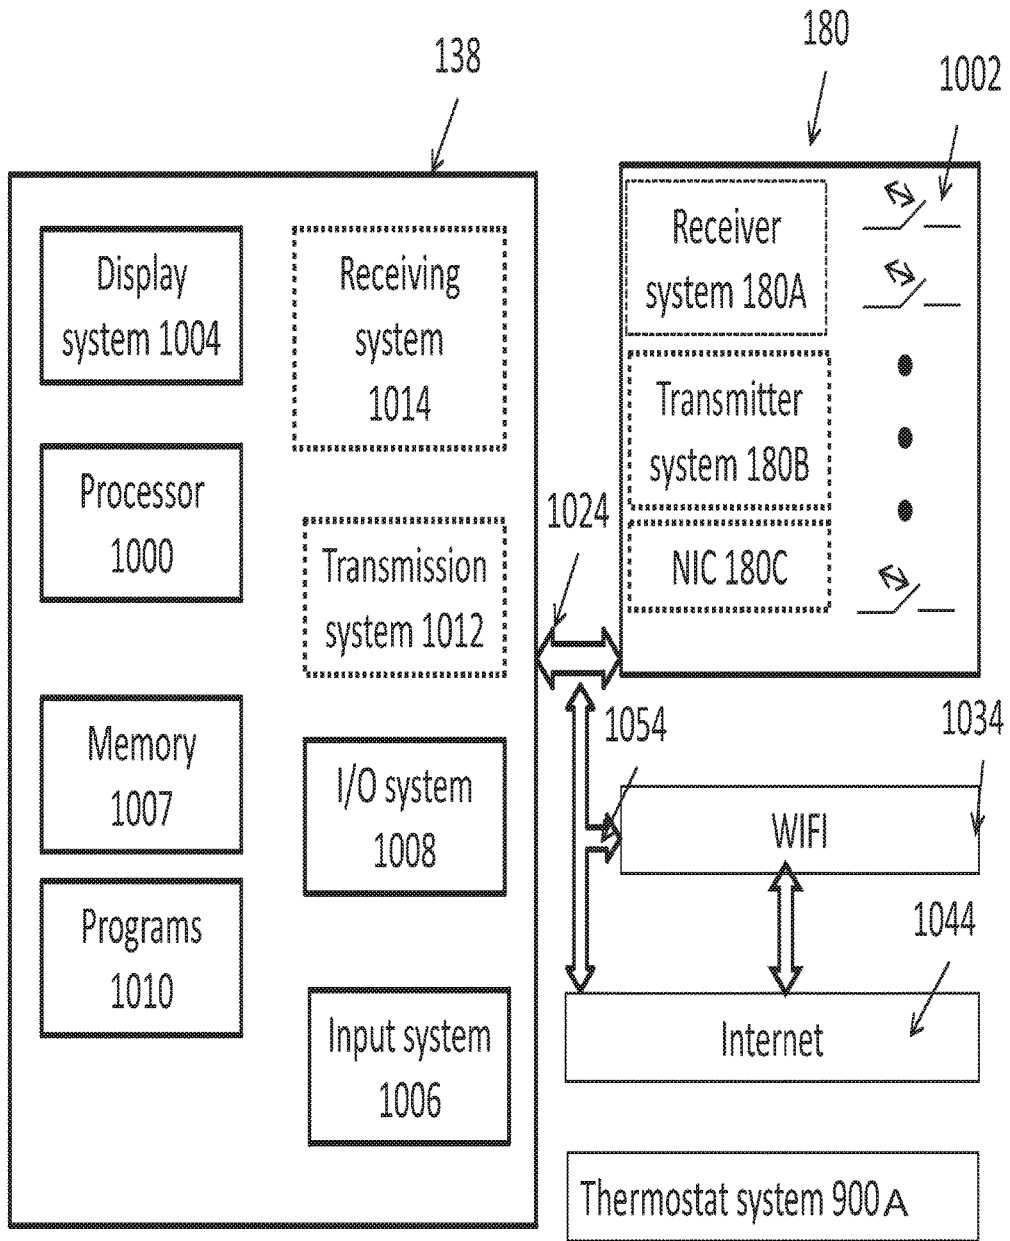 138
180
1002
Display
system 1004
Receiving
system
1014
Processor
1000
Transmission
system 1012
Memory
1007
I/O system
1008
Programs
1010
Input system
1006
Receiver
system 180A
Transmitter
system 180B
NIC 180C
1024
1054
1034
WIFI
1044
Internet
Thermostat system 900A